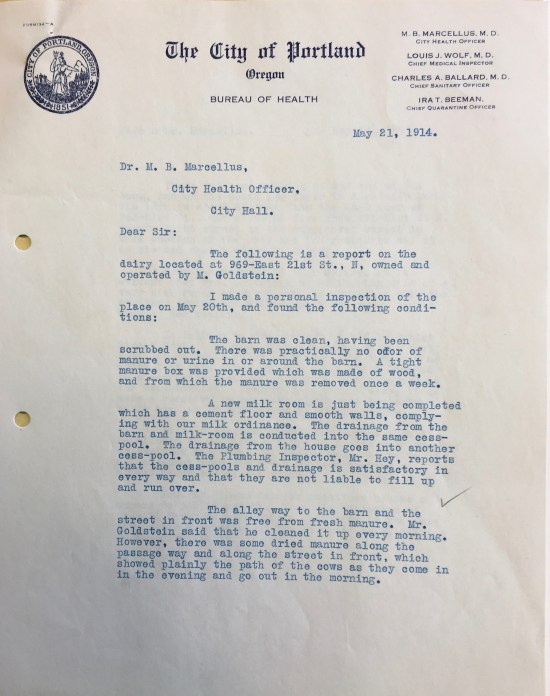 CITY OF PORTLAND, OREGON
1851
The City of Portland
Oregon
BUREAU OF HEALTH
M. B. MARCELLUS, M. D.
CITY HEALTH OFFICER
LOUIS J. WOLF, M. D.
CHIEF MEDICAL INSPECTOR
CHARLES A. BALLARD, M. D.
CHIEF SANITARY OFFICER
IRA T. BEEMAN.
CHIEF QUARANTINE OFFICER
May 21, 1914.
Dr. M. B. Marcellus,
City Health Officer,
City Hall.
Dear Sir:
The following is a report on the
dairy located at 969-East 21st St., N, owned and
operated by M. Goldstein:
I made a personal inspection of the
place on May 20th, and found the following condi-
tions:
The barn was clean, having been
scrubbed out. There was practically no odor of
manure or urine in or around the barn. A tight
manure box was provided which was made of wood,
and from which the manure was removed once a week.
A new milk room is just being completed
which has a cement floor and smooth walls, comply-
ing with our milk ordinance. The drainage from the
barn and milk-room is conducted into the same cess-
pool. The drainage from the house goes into another
cess-pool. The Plumbing Inspector, Mr. Hey, reports
that the cess-pools and drainage is satisfactory in
every way and that they are not liable to fill up
and run over.
The alley way to the barn and the
street in front was free from fresh manure. Mr.
Goldstein said that he cleaned it up every morning.
However, there was some dried manure along the
passage way and along the street in front, which
showed plainly the path of the cows as they come in
in the evening and go out in the morning.